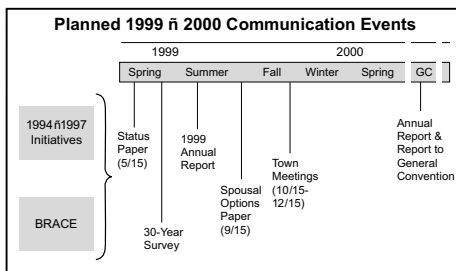 Planned 1999 ñ 2000 Communication Events
1999 2000
Spring Summer Fall Winter Spring GC
1994ñ1997
Initiatives
BRACE
Status
Paper
(5/15)
30-Year
Survey
1999
Annual
Report
Spousal
Options
Paper
(9/15)
Town
Meetings
(10/15-
12/15)
Annual
Report &
Report to
General
Convention